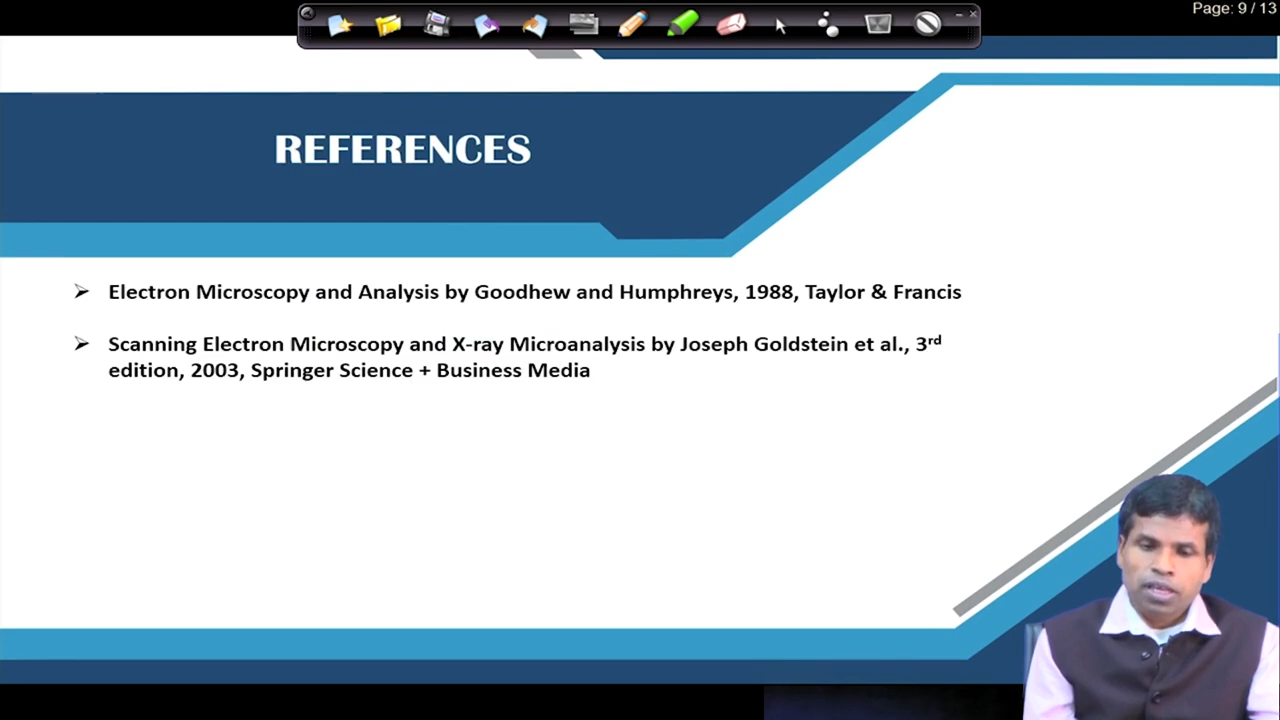 Page: 9 / 13
REFERENCES
➢ Electron Microscopy and Analysis by Goodhew and Humphreys, 1988, Taylor & Francis
➢ Scanning Electron Microscopy and X-ray Microanalysis by Joseph Goldstein et al., 3rd
edition, 2003, Springer Science + Business Media